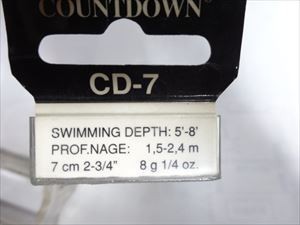 COUNTDOWN®
CD-7
SWIMMING DEPTH: 5'-8'
PROF.NAGE: 1,5-2,4 m
7 cm 2-3/4" 8 g 1/4 oz.